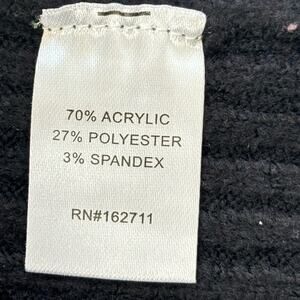 70% ACRYLIC
27% POLYESTER
3% SPANDEX
RN#162711